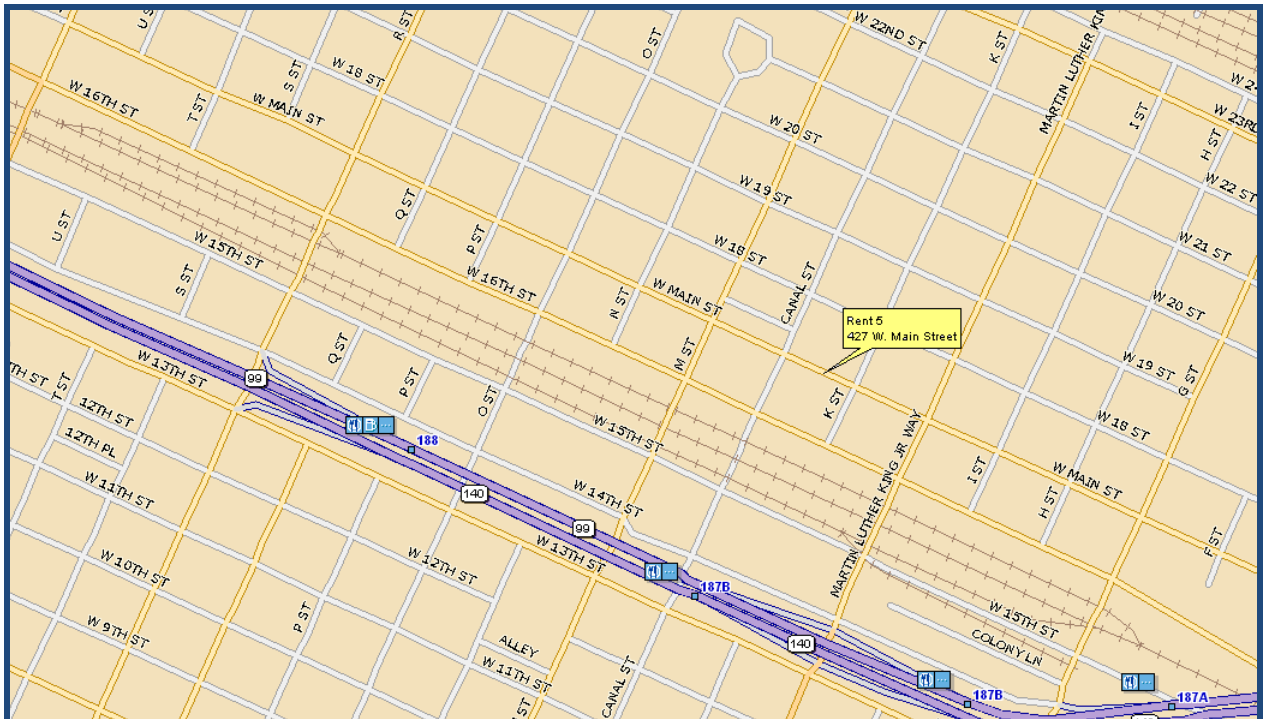 U ST
R ST
O ST
W 22ND ST
K ST
MARTIN LUTHER KING
S ST
W 18 ST
W 16TH ST
T ST
W MAIN ST
W 20 ST
I ST
W 23RD
H ST
W 19 ST
W 22 ST
Q ST
P ST
U ST
W 15TH ST
W 18 ST
W 21 ST
S ST
W 16TH ST
W MAIN ST
CANAL ST
W 20 ST
N ST
Rent 5
427 W. Main Street
Q ST
M ST
W 13TH ST
99
W 19 ST
G ST
TH ST
T ST
P ST
O ST
K ST
12TH ST
188
W 15TH ST
W 18 ST
12TH PL
MARTIN LUTHER KING JR WAY
I ST
W MAIN ST
W 11TH ST
140
W 14TH ST
H ST
99
F ST
W 10TH ST
W 12TH ST
W 13TH ST
187B
P ST
W 15TH ST
W 9TH ST
ALLEY
140
COLONY LN
W 11TH ST
CANAL ST
187B
187A
ST